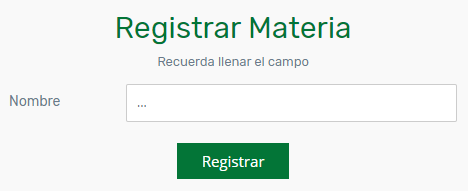 Registrar Materia
Recuerda llenar el campo
Nombre
...
Registrar